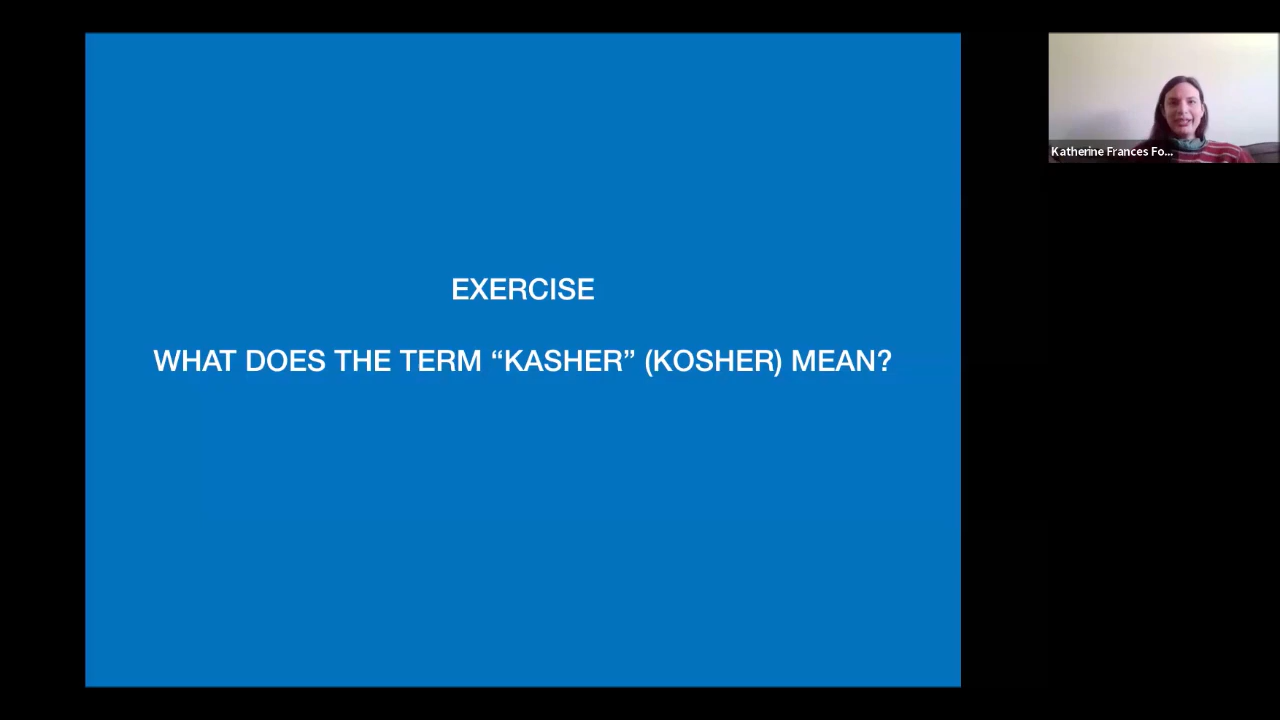 EXERCISE
WHAT DOES THE TERM “KASHER” (KOSHER) MEAN?
Katherine Frances Fo...